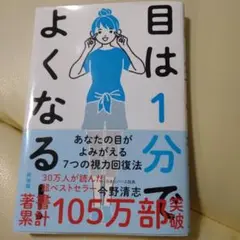 目は1分で
よくなる!
あなたの目が
よみがえる
7つの視力回復法
今野清志
30万人が読んだ
超ベストセラー
著書累計105万部突破